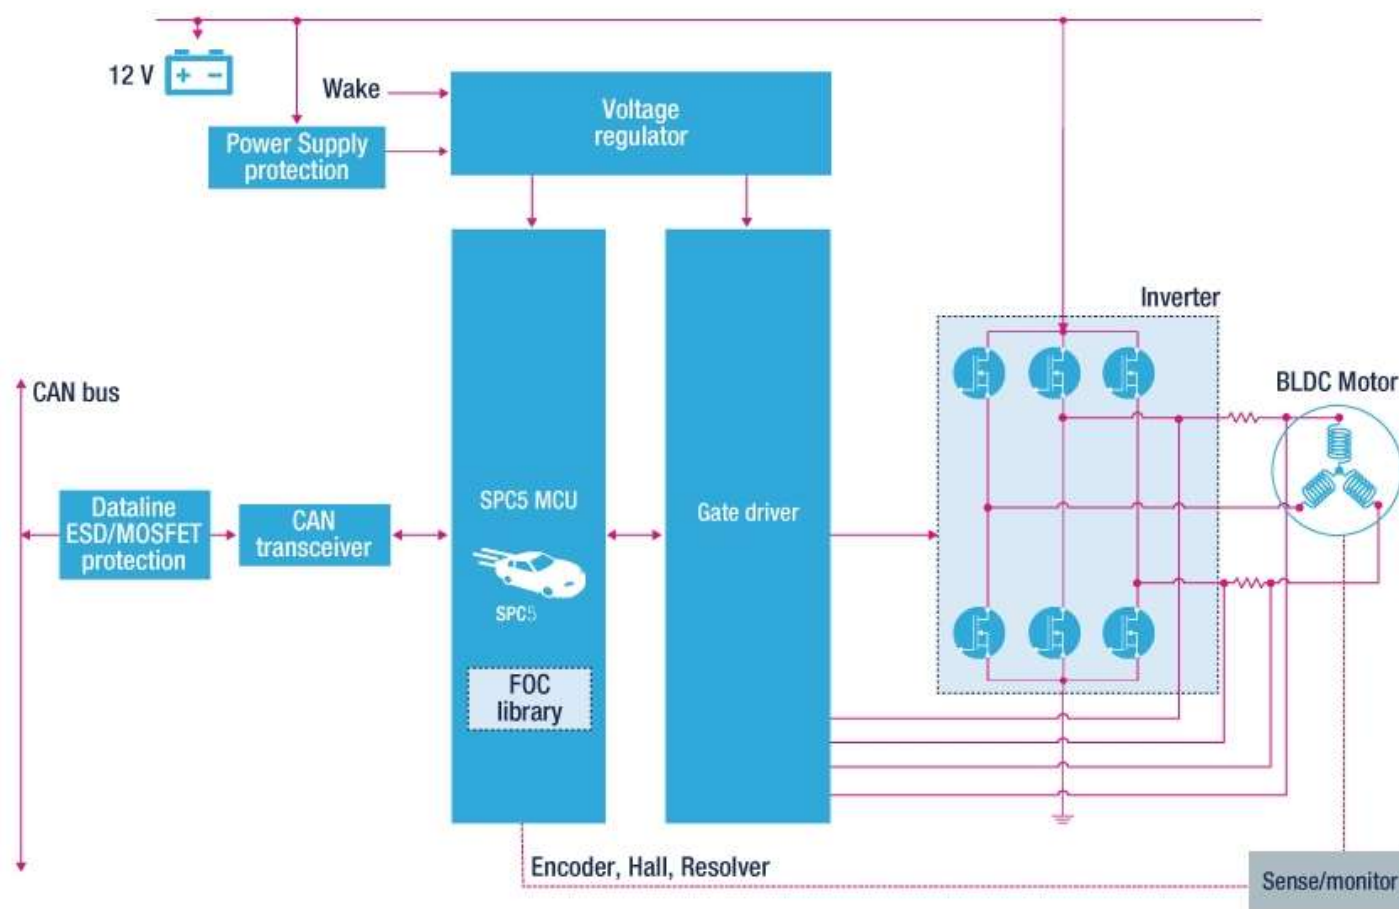 12 V
Wake
Voltage
regulator
Power Supply
protection
Inverter
BLDC Motor
CAN bus
Dataline
ESD/MOSFET
protection
CAN
transceiver
SPC5 MCU
SPC5
FOC
library
Gate driver
Encoder, Hall, Resolver
Sense/monitor